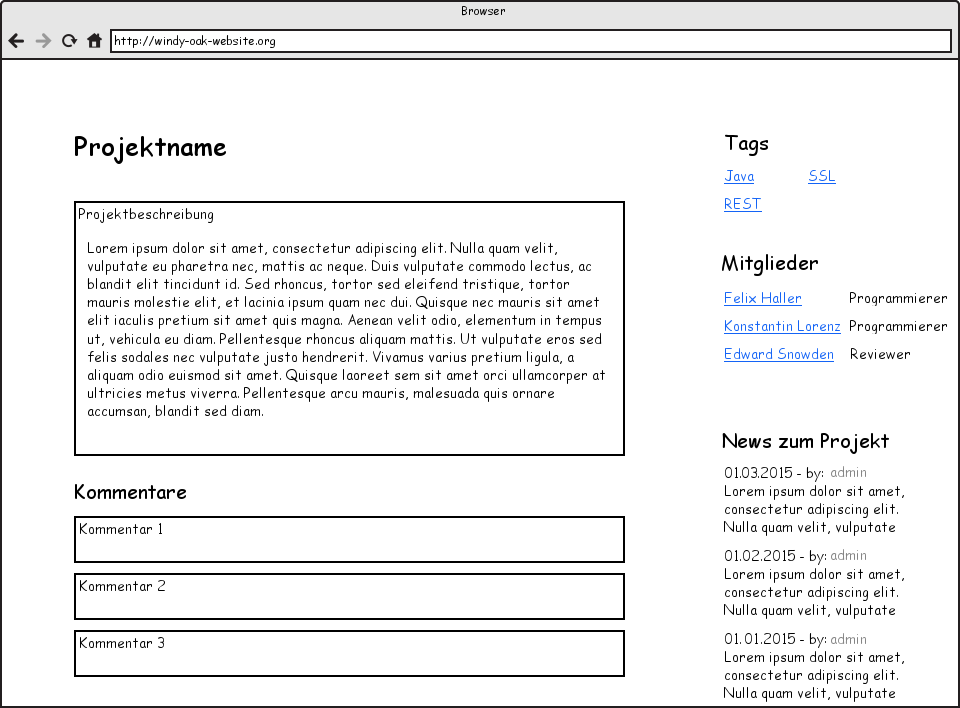 Browser
http://windy-oak-website.org
Projektname
Projektbeschreibung
Lorem ipsum dolor sit amet, consectetur adipiscing elit. Nulla quam velit,
vulputate eu pharetra nec, mattis ac neque. Duis vulputate commodo lectus, ac
blandit elit tincidunt id. Sed rhoncus, tortor sed eleifend tristique, tortor
mauris molestie elit, et lacinia ipsum quam nec dui. Quisque nec mauris sit amet
elit iaculis pretium sit amet quis magna. Aenean velit odio, elementum in tempus
ut, vehicula eu diam. Pellentesque rhoncus aliquam mattis. Ut vulputate eros sed
felis sodales nec vulputate justo hendrerit. Vivamus varius pretium ligula, a
aliquam odio euismod sit amet. Quisque laoreet sem sit amet orci ullamcorper at
ultricies metus viverra. Pellentesque arcu mauris, malesuada quis ornare
accumsan, blandit sed diam.
Kommentare
Kommentar 1
Kommentar 2
Kommentar 3
Tags
Java SSL
REST
Mitglieder
Felix Haller Programmierer
Konstantin Lorenz Programmierer
Edward Snowden Reviewer
News zum Projekt
01.03.2015 - by: admin
Lorem ipsum dolor sit amet,
consectetur adipiscing elit.
Nulla quam velit, vulputate
01.02.2015 - by: admin
Lorem ipsum dolor sit amet,
consectetur adipiscing elit.
Nulla quam velit, vulputate
01.01.2015 - by: admin
Lorem ipsum dolor sit amet,
consectetur adipiscing elit.
Nulla quam velit, vulputate